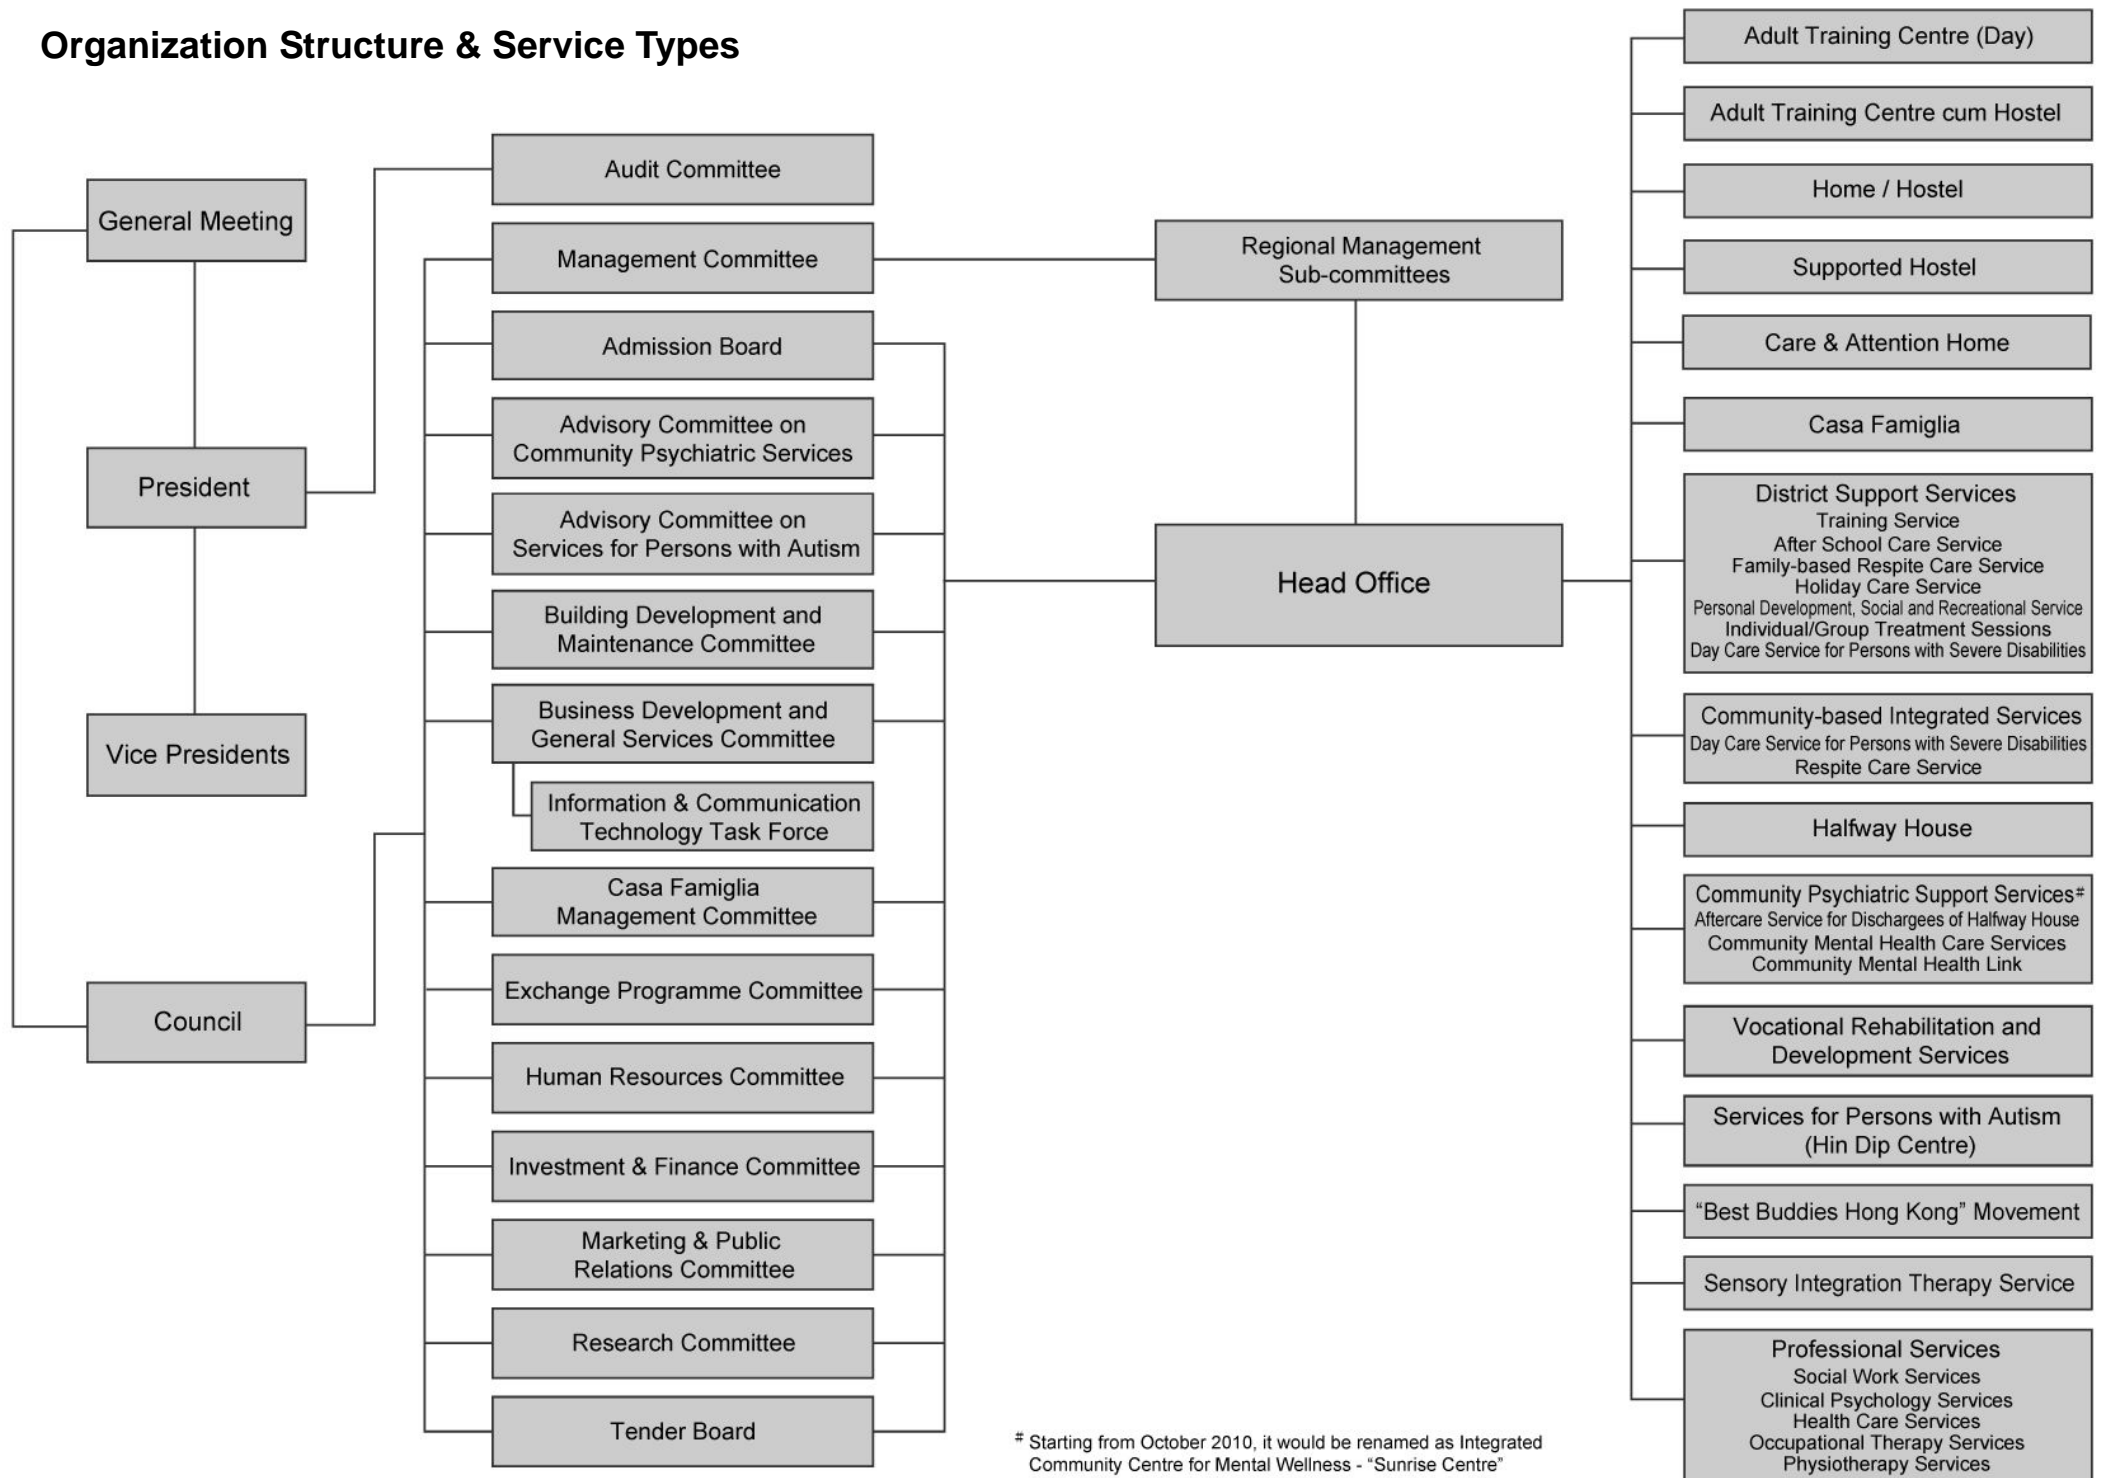 Organization Structure & Service Types
General Meeting
President
Vice Presidents
Council
Audit Committee
Management Committee
Admission Board
Advisory Committee on
Community Psychiatric Services
Advisory Committee on
Services for Persons with Autism
Building Development and
Maintenance Committee
Business Development and
General Services Committee
Information & Communication
Technology Task Force
Casa Famiglia
Management Committee
Exchange Programme Committee
Human Resources Committee
Investment & Finance Committee
Marketing & Public
Relations Committee
Research Committee
Tender Board
Regional Management
Sub-committees
Head Office
Adult Training Centre (Day)
Adult Training Centre cum Hostel
Home / Hostel
Supported Hostel
Care & Attention Home
Casa Famiglia
District Support Services
Training Service
After School Care Service
Family-based Respite Care Service
Holiday Care Service
Personal Development, Social and Recreational Service
Individual/Group Treatment Sessions
Day Care Service for Persons with Severe Disabilities
Community-based Integrated Services
Day Care Service for Persons with Severe Disabilities
Respite Care Service
Halfway House
Community Psychiatric Support Services#
Aftercare Service for Dischargees of Halfway House
Community Mental Health Care Services
Community Mental Health Link
Vocational Rehabilitation and
Development Services
Services for Persons with Autism
(Hin Dip Centre)
“Best Buddies Hong Kong” Movement
Sensory Integration Therapy Service
Professional Services
Social Work Services
Clinical Psychology Services
Health Care Services
Occupational Therapy Services
Physiotherapy Services
# Starting from October 2010, it would be renamed as Integrated
Community Centre for Mental Wellness - “Sunrise Centre”